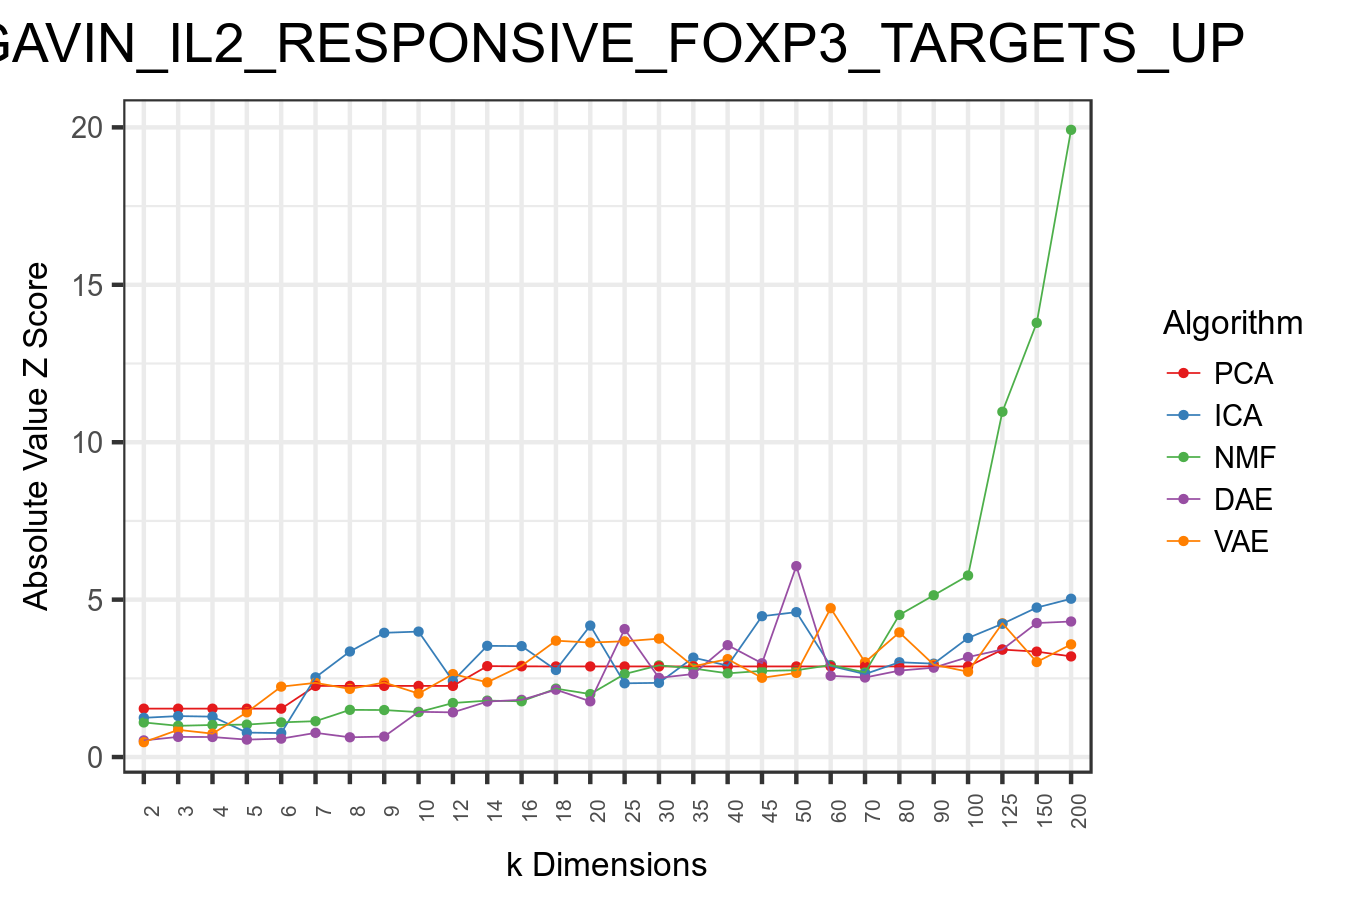 GAVIN_IL2_RESPONSIVE_FOXP3_TARGETS_UP
20
15
10
5
0
Absolute Value Z Score
2 3 4 5 6 7 8 9 10 12 14 16 18 20 25 30 35 40 45 50 60 70 80 90 100 125 150 200
k Dimensions
Algorithm
PCA
ICA
NMF
DAE
VAE